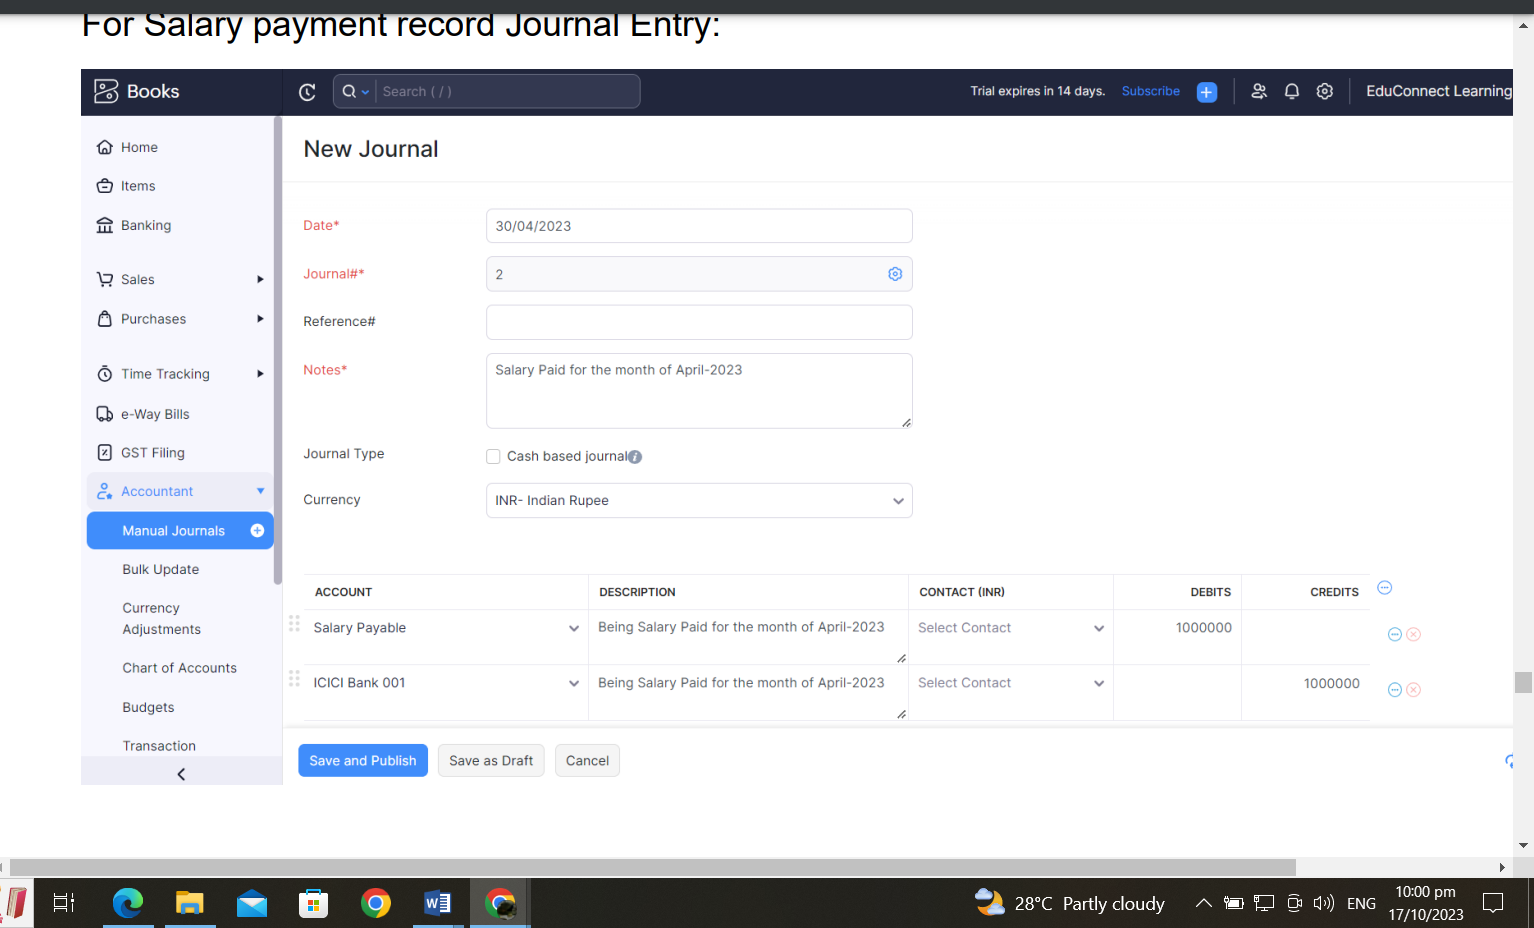 For Salary payment record Journal Entry:
Books
Search ( / )
Trial expires in 14 days. Subscribe
EduConnect Learning
Home
Items
Banking
Sales
Purchases
Time Tracking
e-Way Bills
GST Filing
Accountant
Manual Journals
Bulk Update
Currency
Adjustments
Chart of Accounts
Budgets
Transaction
New Journal
Date* 30/04/2023
Journal#* 2
Reference#
Notes* Salary Paid for the month of April-2023
Journal Type Cash based journal
Currency INR- Indian Rupee
ACCOUNT DESCRIPTION CONTACT (INR) DEBITS CREDITS
Salary Payable Being Salary Paid for the month of April-2023 Select Contact 1000000
ICICI Bank 001 Being Salary Paid for the month of April-2023 Select Contact 1000000
Save and Publish Save as Draft Cancel
28°C Partly cloudy
ENG
10:00 pm
17/10/2023